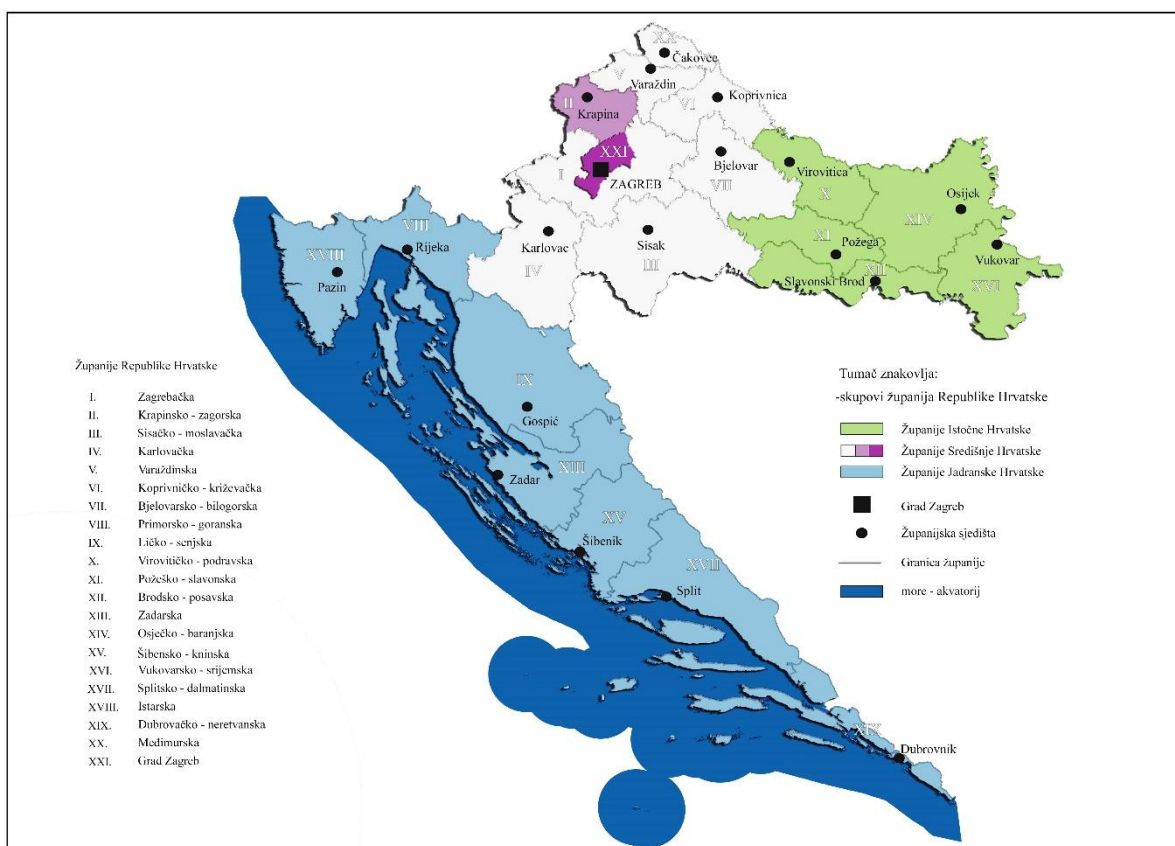 XX
Čakovec
V
Varaždin
II
Krapina
VI
Koprivnica
XXI
I
ZAGREB
Bjelovar
VII
Virovitica
X
Osijek
XIV
VIII
Rijeka
Karlovac
IV
Sisak
III
XI
Požega
Vukovar
XVIII
Pazin
Slavonski Brod
XII
XVI
IX
Gospić
XIII
Zadar
XV
Šibenik
XVII
Split
XIX
Dubrovnik
Županije Republike Hrvatske
I. Zagrebačka
II. Krapinsko - zagorska
III. Sisačko - moslavačka
IV. Karlovačka
V. Varaždinska
VI. Koprivničko - križevačka
VII. Bjelovarsko - bilogorska
VIII. Primorsko - goranska
IX. Ličko - senjska
X. Virovitičko - podravska
XI. Požeško - slavonska
XII. Brodsko - posavska
XIII. Zadarska
XIV. Osječko - baranjska
XV. Šibensko - kninska
XVI. Vukovarsko - srijemska
XVII. Splitsko - dalmatinska
XVIII. Istarska
XIX. Dubrovačko - neretvanska
XX. Međimurska
XXI. Grad Zagreb
Tumač znakovlja:
-skupovi županija Republike Hrvatske
Županije Istočne Hrvatske
Županije Središnje Hrvatske
Županije Jadranske Hrvatske
Grad Zagreb
Županijska sjedišta
Granica županije
more - akvatorij